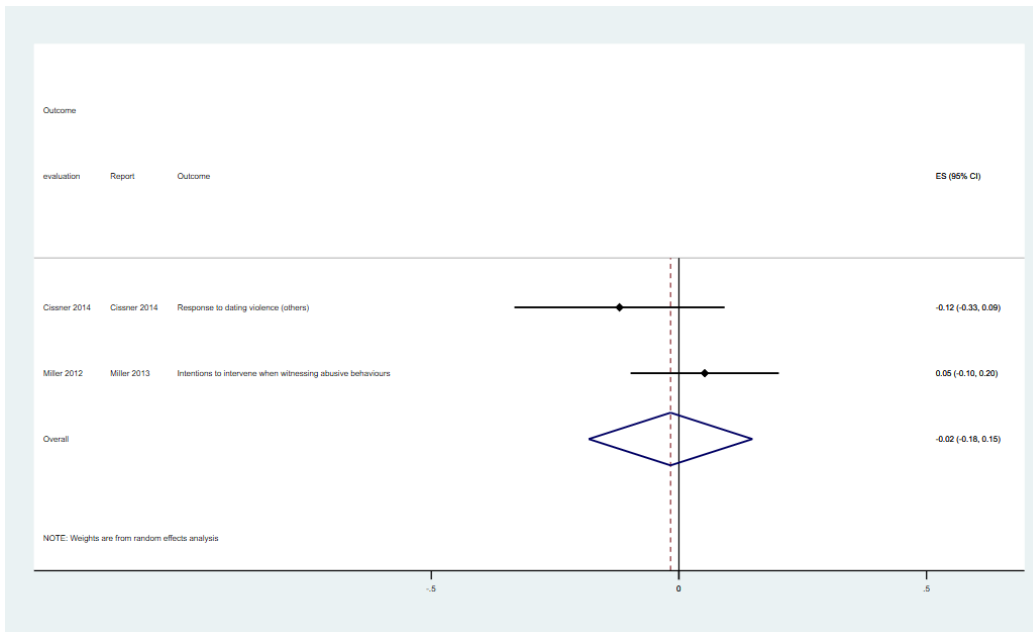 Outcome
evaluation Report Outcome ES (95% CI)
Cissner 2014 Cissner 2014 Response to dating violence (others) -0.12 (-0.33, 0.09)
Miller 2012 Miller 2013 Intentions to intervene when witnessing abusive behaviours 0.05 (-0.10, 0.20)
Overall -0.02 (-0.18, 0.15)
NOTE: Weights are from random effects analysis
-.5 0 .5